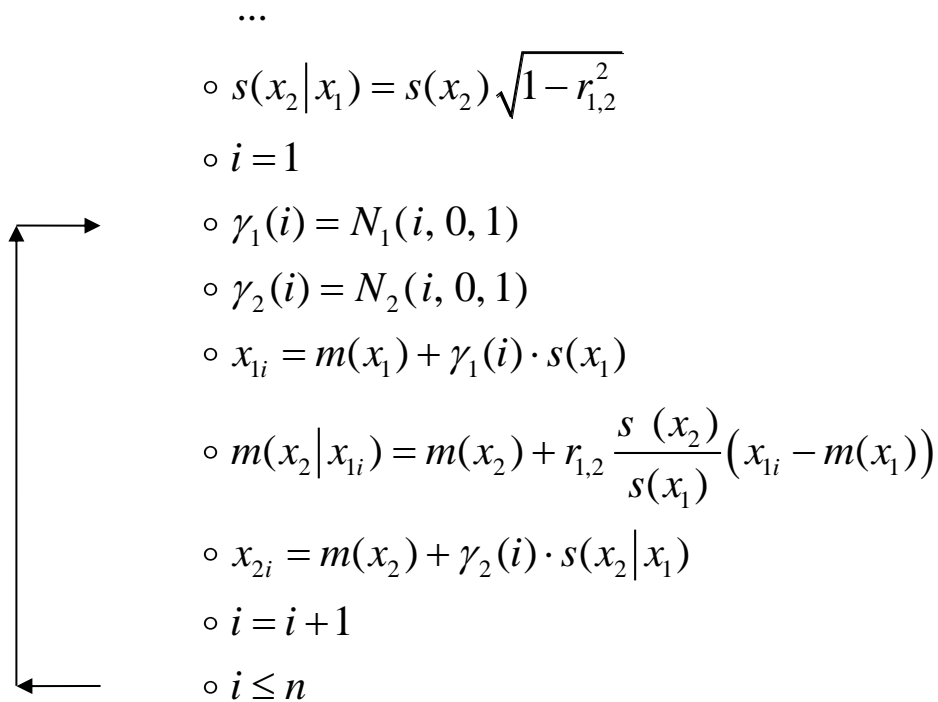 ...
∘ s(x₂|x₁) = s(x₂)√(1 − r²₁,₂)
∘ i = 1
∘ γ₁(i) = N₁(i, 0, 1)
∘ γ₂(i) = N₂(i, 0, 1)
∘ x₁ᵢ = m(x₁) + γ₁(i) · s(x₁)
∘ m(x₂|x₁ᵢ) = m(x₂) + r₁,₂ (s (x₂))/(s(x₁)) (x₁ᵢ − m(x₁))
∘ x₂ᵢ = m(x₂) + γ₂(i) · s(x₂|x₁)
∘ i = i + 1
∘ i ≤ n